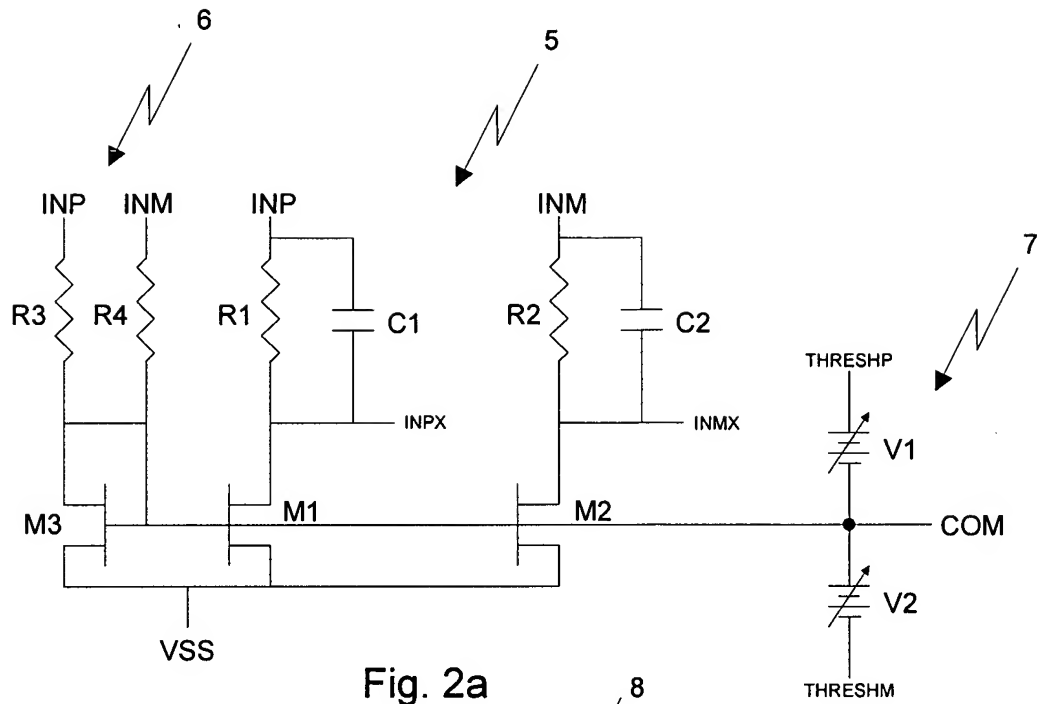 6
5
INP INM INP INM
7
R3 R4 R1 C1 R2 C2
THRESHP
INPX INMX
V1
M3 M1 M2
COM
V2
VSS
Fig. 2a
8
THRESHM